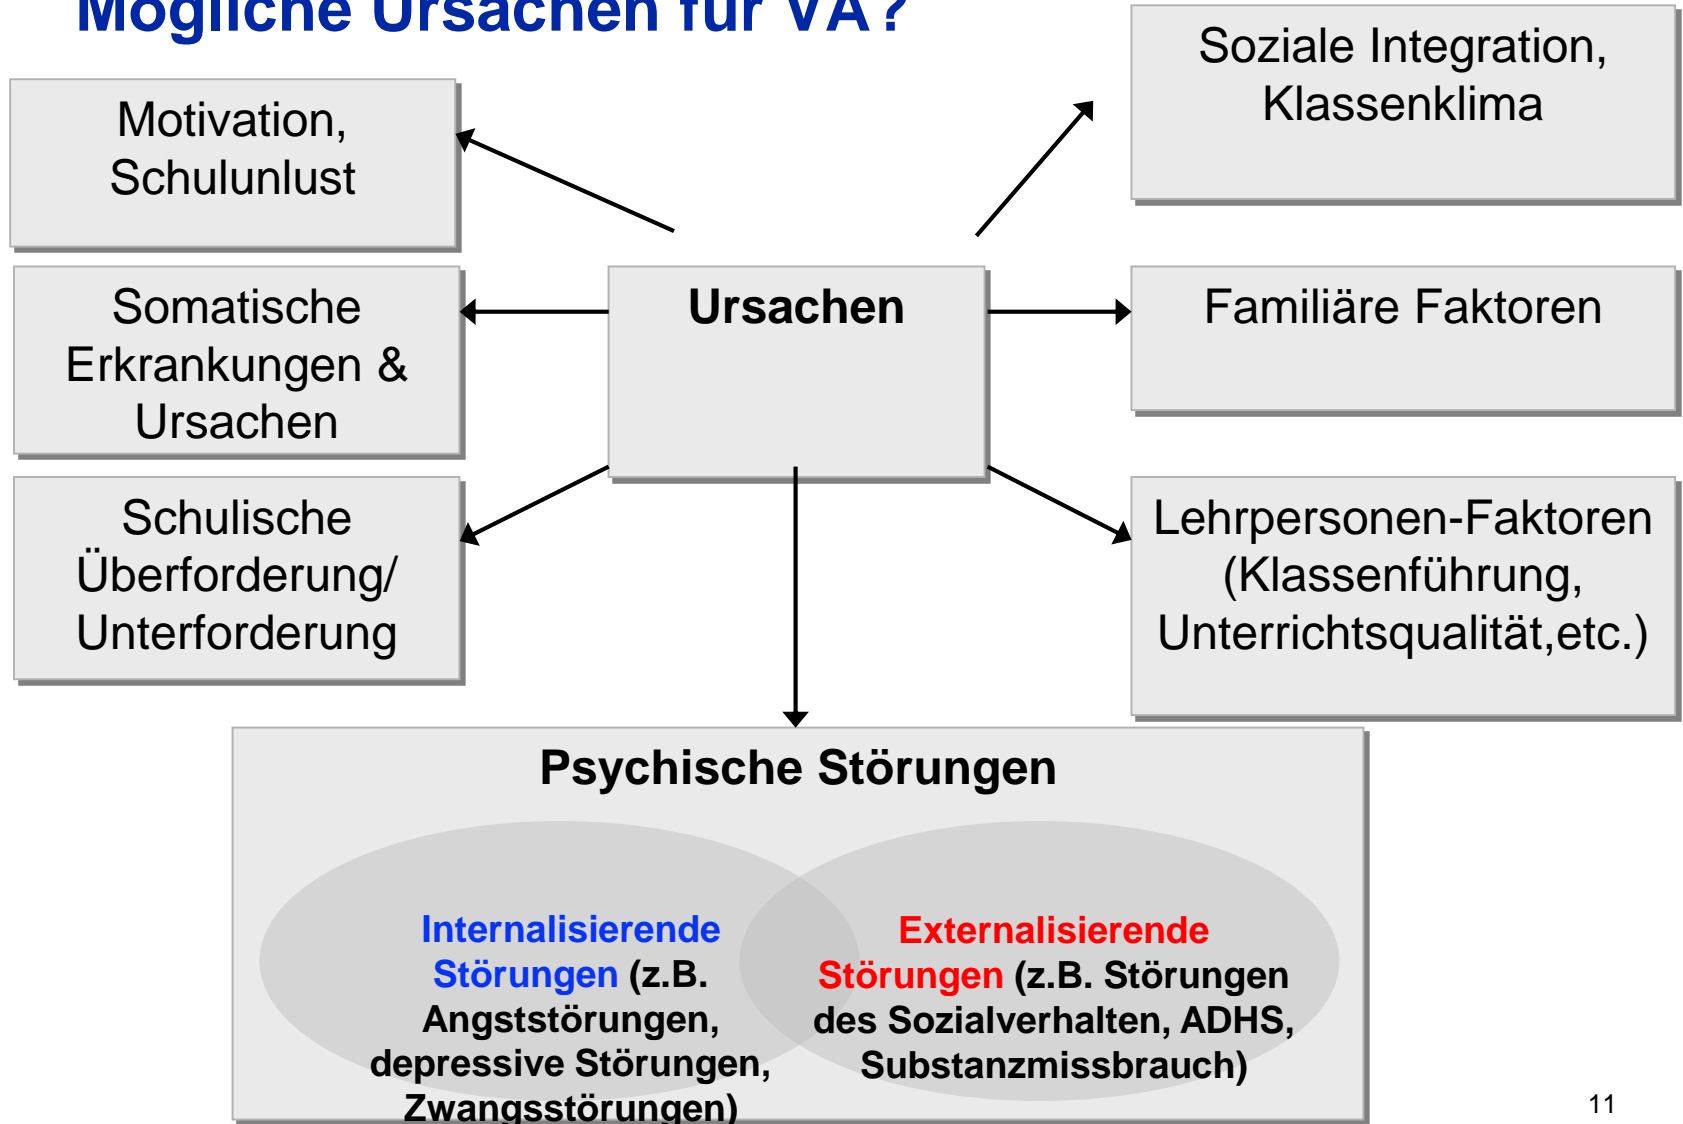 Mögliche Ursachen für VA?
Soziale Integration,
Klassenklima
Motivation,
Schulunlust
Somatische
Erkrankungen &
Ursachen
Ursachen
Familiäre Faktoren
Schulische
Überforderung/
Unterforderung
Lehrpersonen-Faktoren
(Klassenführung,
Unterrichtsqualität,etc.)
Psychische Störungen
Internalisierende
Störungen (z.B.
Angststörungen,
depressive Störungen,
Zwangsstörungen)
Externalisierende
Störungen (z.B. Störungen
des Sozialverhalten, ADHS,
Substanzmissbrauch)
11